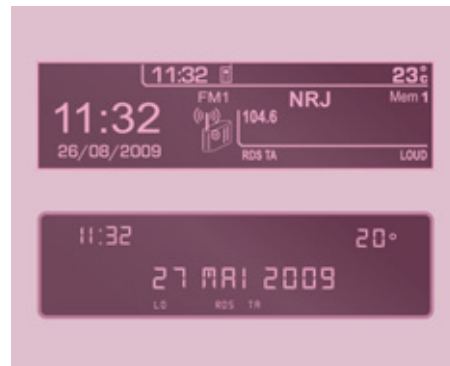 11:32 23°c
FM1 NRJ Mem 1
11:32 104.6
26/08/2009 RDS TA LOUD
11:32 20°
27 MAI 2009
LO RDS TA